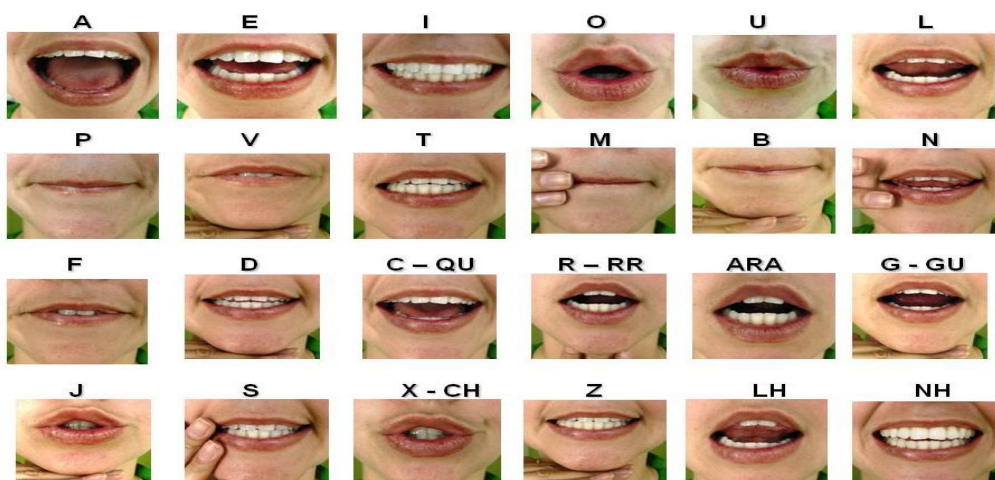 A E I O U L
P V T M B N
F D C – QU R – RR ARA G - GU
J S X - CH Z LH NH